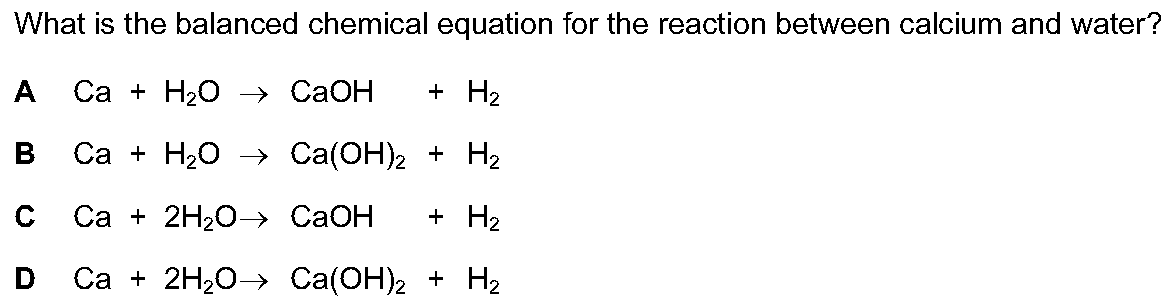 What is the balanced chemical equation for the reaction between calcium and water?
A Ca + H₂O → CaOH + H₂
B Ca + H₂O → Ca(OH)₂ + H₂
C Ca + 2H₂O→ CaOH + H₂
D Ca + 2H₂O→ Ca(OH)₂ + H₂